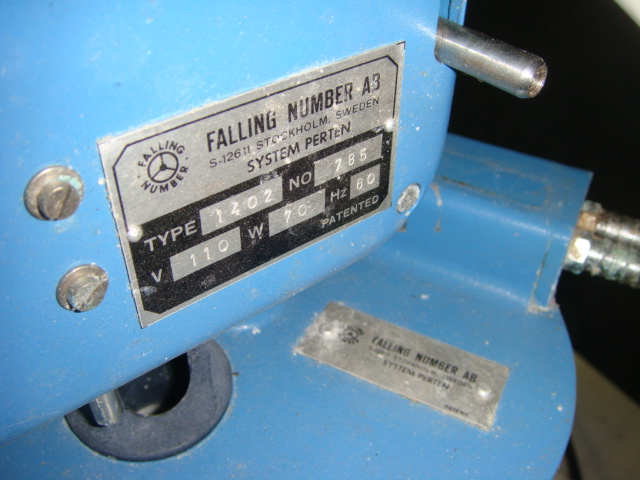 FALLING NUMBER AB
S-12611 STOCKHOLM, SWEDEN
SYSTEM PERTEN
FALLING
NUMBER
TYPE 1402 NO 785
V 110 W 70 Hz 60
PATENTED
FALLING NUMBER AB
SYSTEM PERTEN